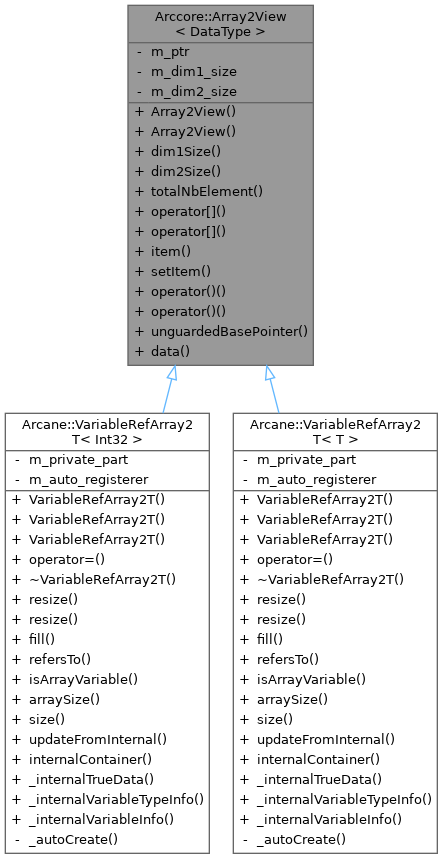 Arccore::Array2View
< DataType >
- m_ptr
- m_dim1_size
- m_dim2_size
+ Array2View()
+ Array2View()
+ dim1Size()
+ dim2Size()
+ totalNbElement()
+ operator[]()
+ operator[]()
+ item()
+ setItem()
+ operator()()
+ operator()()
+ unguardedBasePointer()
+ data()
Arcane::VariableRefArray2
T< Int32 >
- m_private_part
- m_auto_registerer
+ VariableRefArray2T()
+ VariableRefArray2T()
+ VariableRefArray2T()
+ operator=()
+ ~VariableRefArray2T()
+ resize()
+ resize()
+ fill()
+ refersTo()
+ isArrayVariable()
+ arraySize()
+ size()
+ updateFromInternal()
+ internalContainer()
+ _internalTrueData()
+ _internalVariableTypeInfo()
+ _internalVariableInfo()
- _autoCreate()
Arcane::VariableRefArray2
T< T >
- m_private_part
- m_auto_registerer
+ VariableRefArray2T()
+ VariableRefArray2T()
+ VariableRefArray2T()
+ operator=()
+ ~VariableRefArray2T()
+ resize()
+ resize()
+ fill()
+ refersTo()
+ isArrayVariable()
+ arraySize()
+ size()
+ updateFromInternal()
+ internalContainer()
+ _internalTrueData()
+ _internalVariableTypeInfo()
+ _internalVariableInfo()
- _autoCreate()